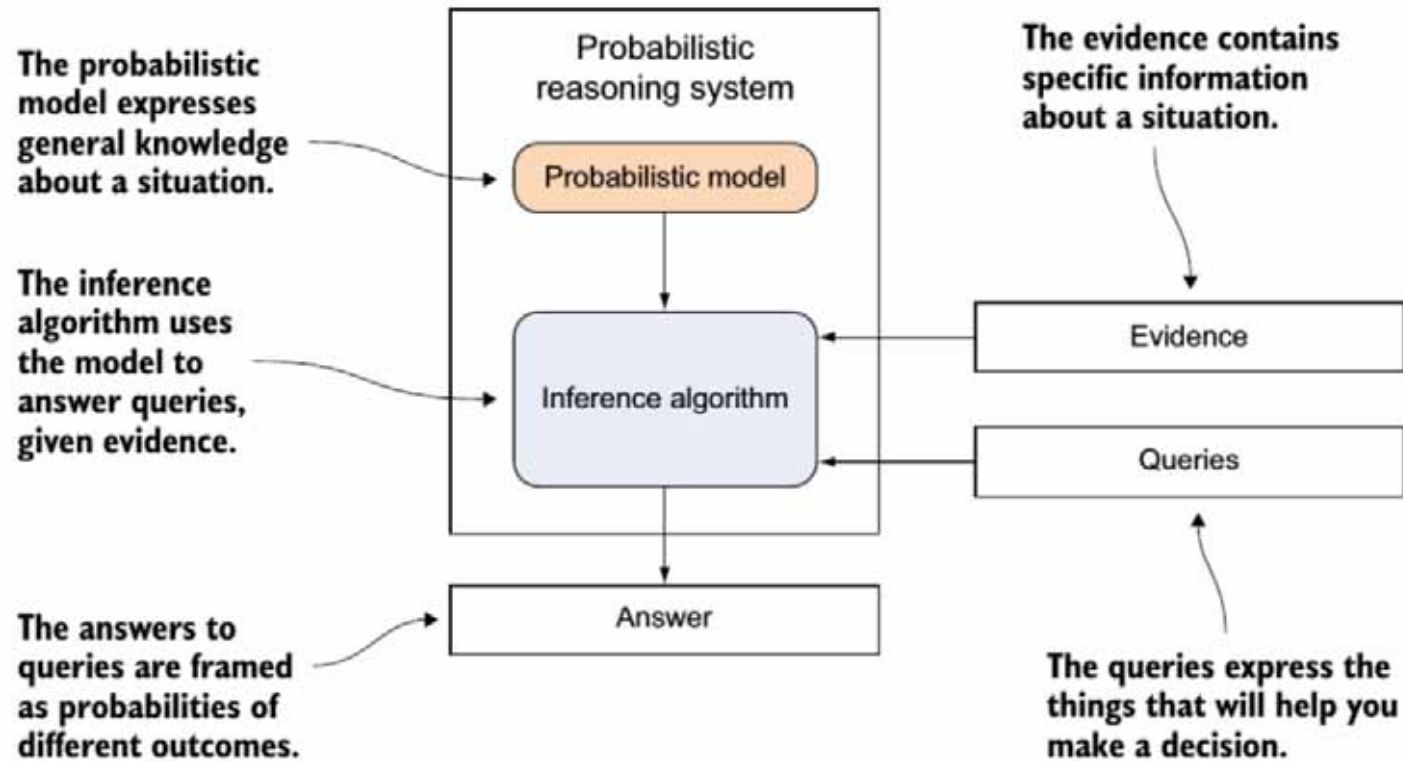 The probabilistic
model expresses
general knowledge
about a situation.
The inference
algorithm uses
the model to
answer queries,
given evidence.
The answers to
queries are framed
as probabilities of
different outcomes.
Probabilistic
reasoning system
Probabilistic model
Inference algorithm
Answer
The evidence contains
specific information
about a situation.
Evidence
Queries
The queries express the
things that will help you
make a decision.